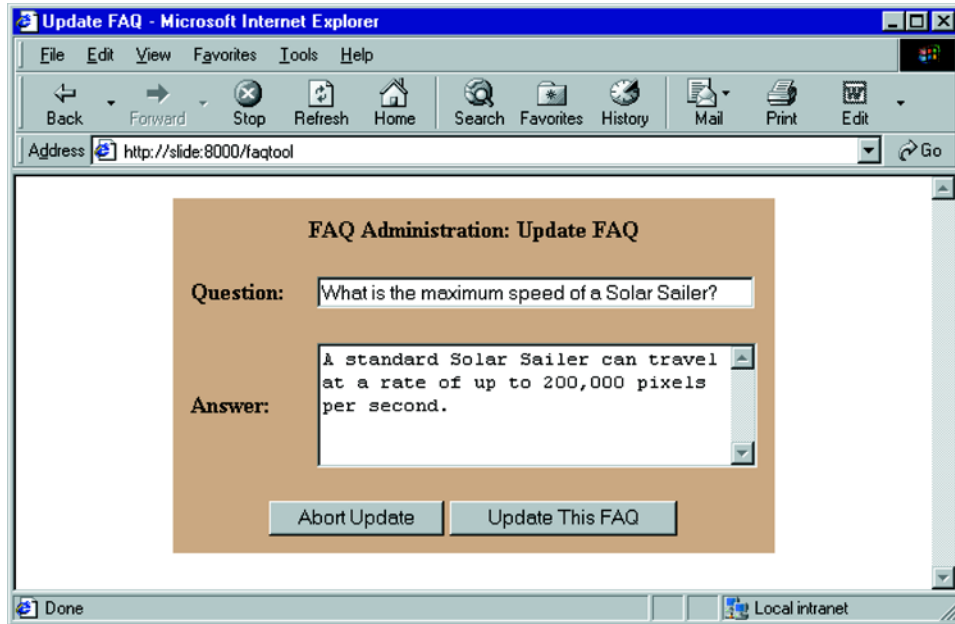 Update FAQ - Microsoft Internet Explorer
File Edit View Favorites Tools Help
Back Forward Stop Refresh Home Search Favorites History Mail Print Edit
Address http://slide:8000/faqtool Go
FAQ Administration: Update FAQ
Question: What is the maximum speed of a Solar Sailer?
A standard Solar Sailer can travel
at a rate of up to 200,000 pixels
Answer: per second.
Abort Update Update This FAQ
Done Local intranet